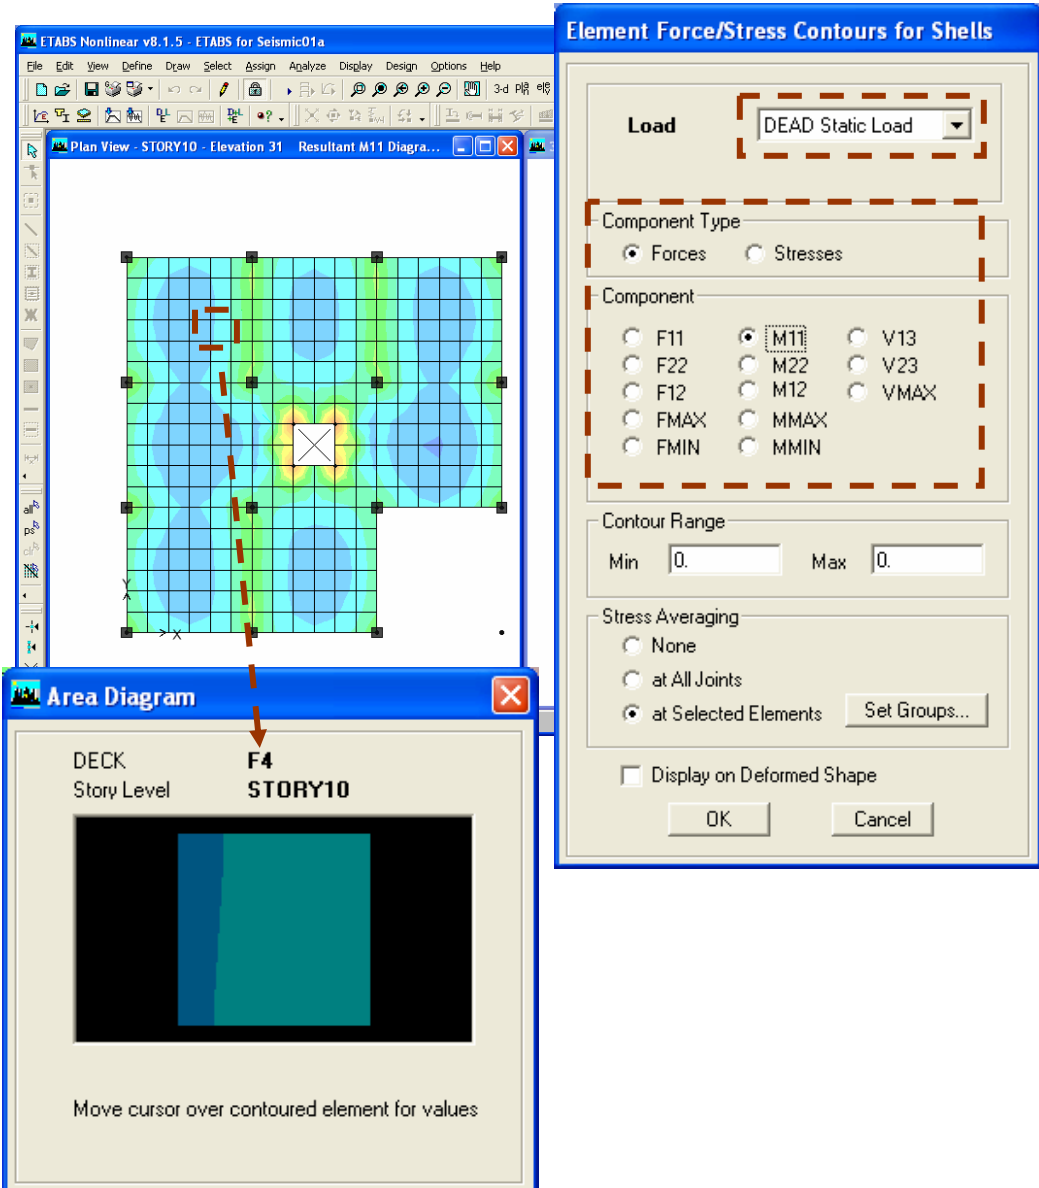 ETABS Nonlinear v8.1.5 - ETABS for Seismic01a
File Edit View Define Draw Select Assign Analyze Display Design Options Help
3-d
Plan View - STORY10 - Elevation 31 Resultant M11 Diagra...
all
ps
clr
Y
X
Area Diagram
DECK F4
Story Level STORY10
Move cursor over contoured element for values
Element Force/Stress Contours for Shells
Load DEAD Static Load
Component Type
Forces Stresses
Component
F11 M11 V13
F22 M22 V23
F12 M12 VMAX
FMAX MMAX
FMIN MMIN
Contour Range
Min 0. Max 0.
Stress Averaging
None
at All Joints
at Selected Elements Set Groups...
Display on Deformed Shape
OK Cancel